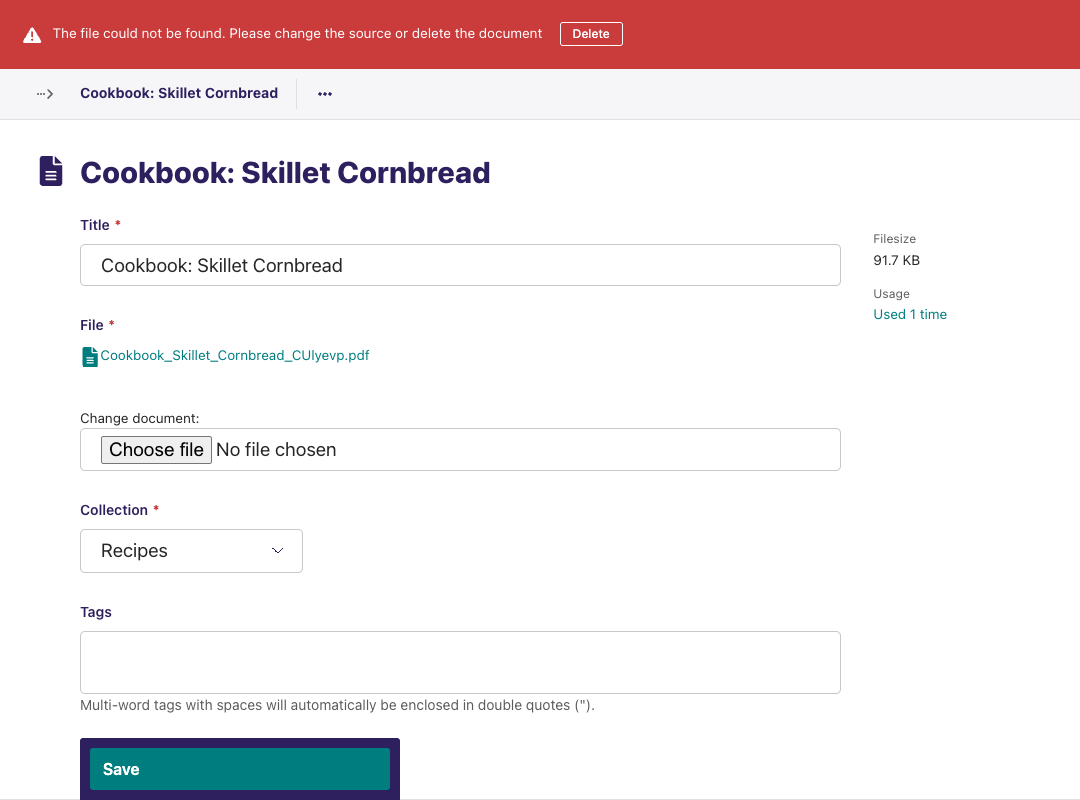 The file could not be found. Please change the source or delete the document
Delete
Cookbook: Skillet Cornbread
Cookbook: Skillet Cornbread
Title *
Cookbook: Skillet Cornbread
Filesize
91.7 KB
Usage
Used 1 time
File *
Cookbook_Skillet_Cornbread_CUlyevp.pdf
Change document:
Choose file No file chosen
Collection *
Recipes
Tags
Multi-word tags with spaces will automatically be enclosed in double quotes (").
Save